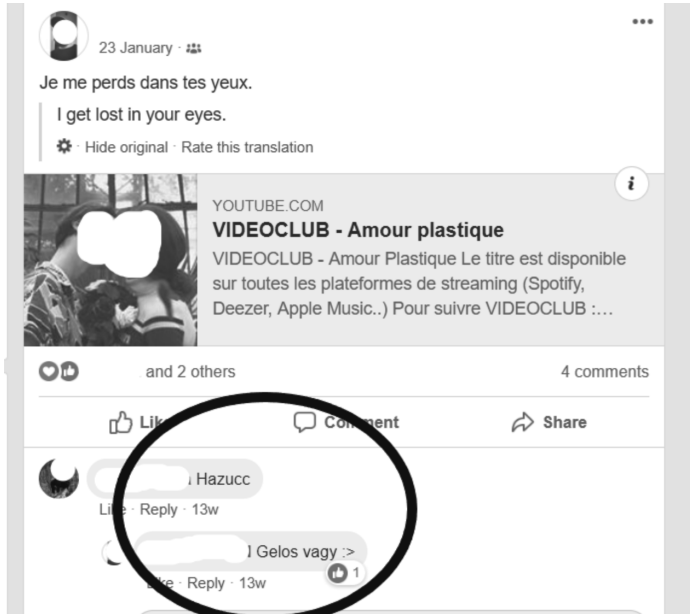 23 January ·
Je me perds dans tes yeux.
I get lost in your eyes.
· Hide original · Rate this translation
i
YOUTUBE.COM
VIDEOCLUB - Amour plastique
VIDEOCLUB - Amour Plastique Le titre est disponible
sur toutes les plateformes de streaming (Spotify,
Deezer, Apple Music..) Pour suivre VIDEOCLUB :...
and 2 others 4 comments
Like Comment Share
Hazucc
Like · Reply · 13w
Gelos vagy :>
1
Like · Reply · 13w